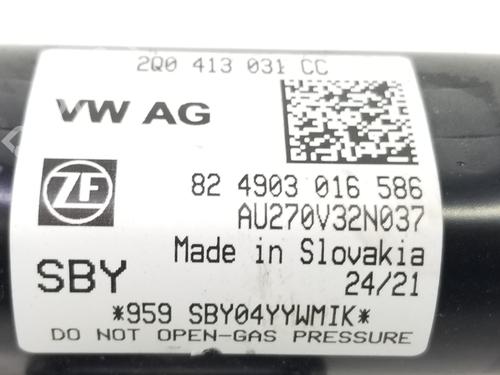 2Q0 413 031 CC
VW AG
ZF
82 4903 016 586
AU270V32N037
Made in Slovakia
SBY
24/21
*959 SBY04YYWMIK*
DO NOT OPEN-GAS PRESSURE